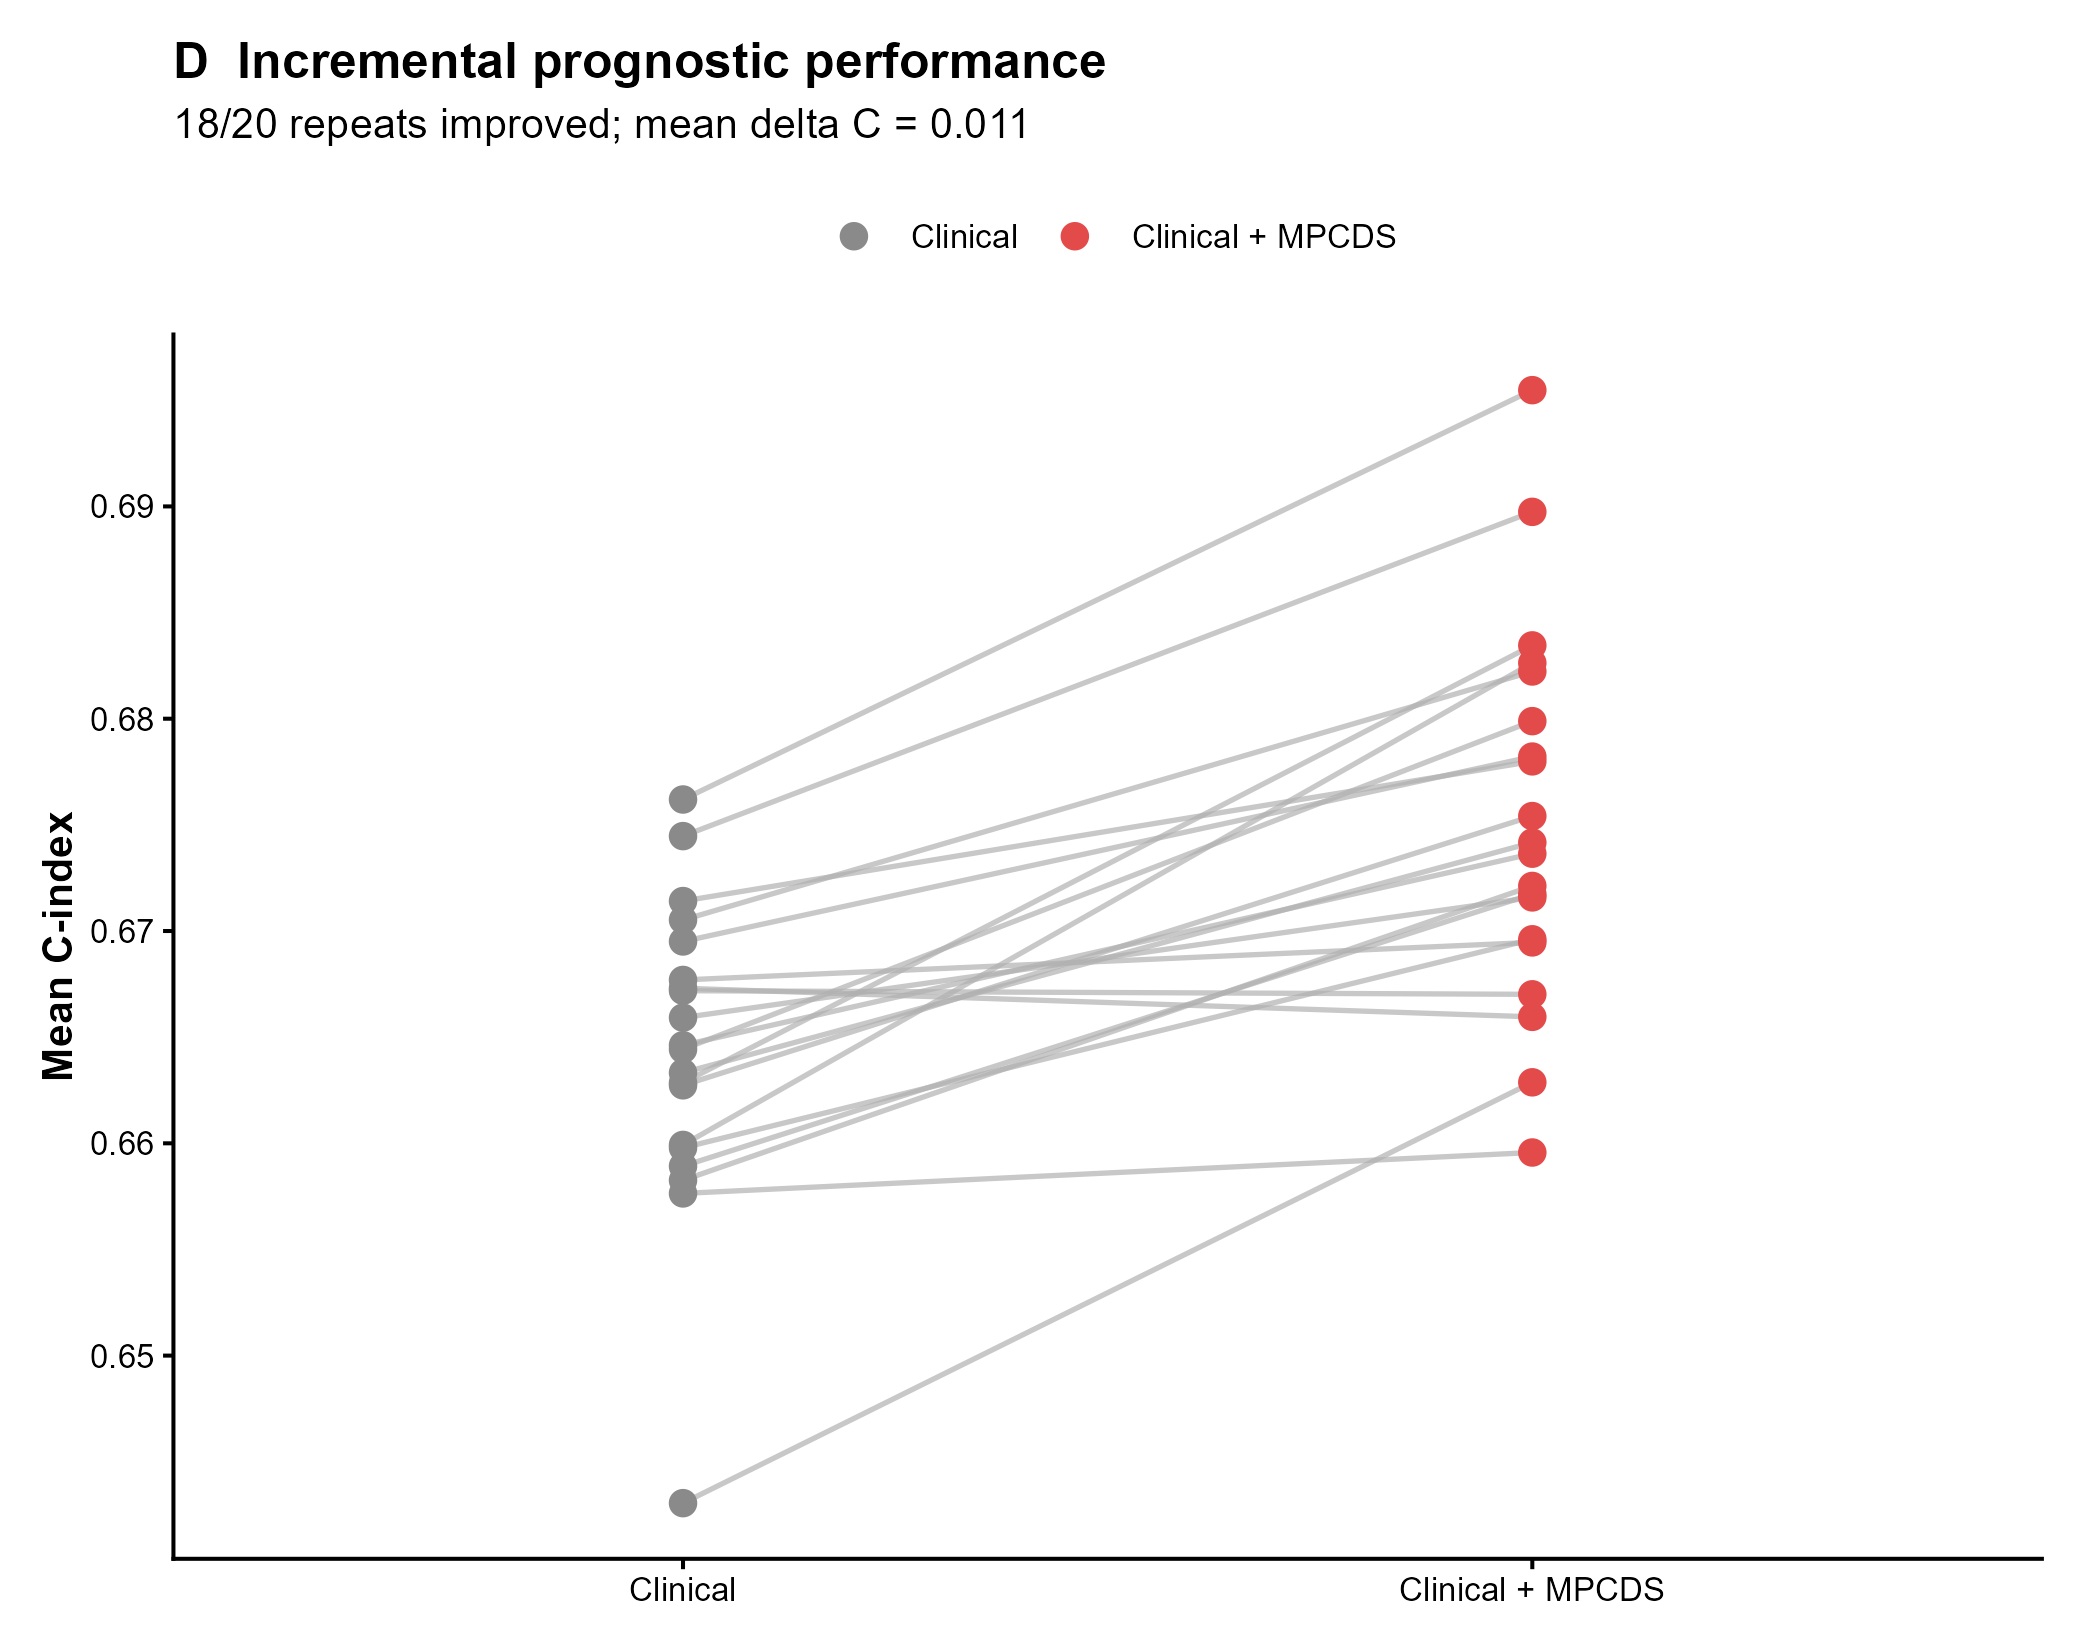 D  Incremental prognostic performance
18/20 repeats improved; mean delta C = 0.011
Clinical
Clinical + MPCDS
Mean C-index
0.69
0.68
0.67
0.66
0.65
Clinical
Clinical + MPCDS